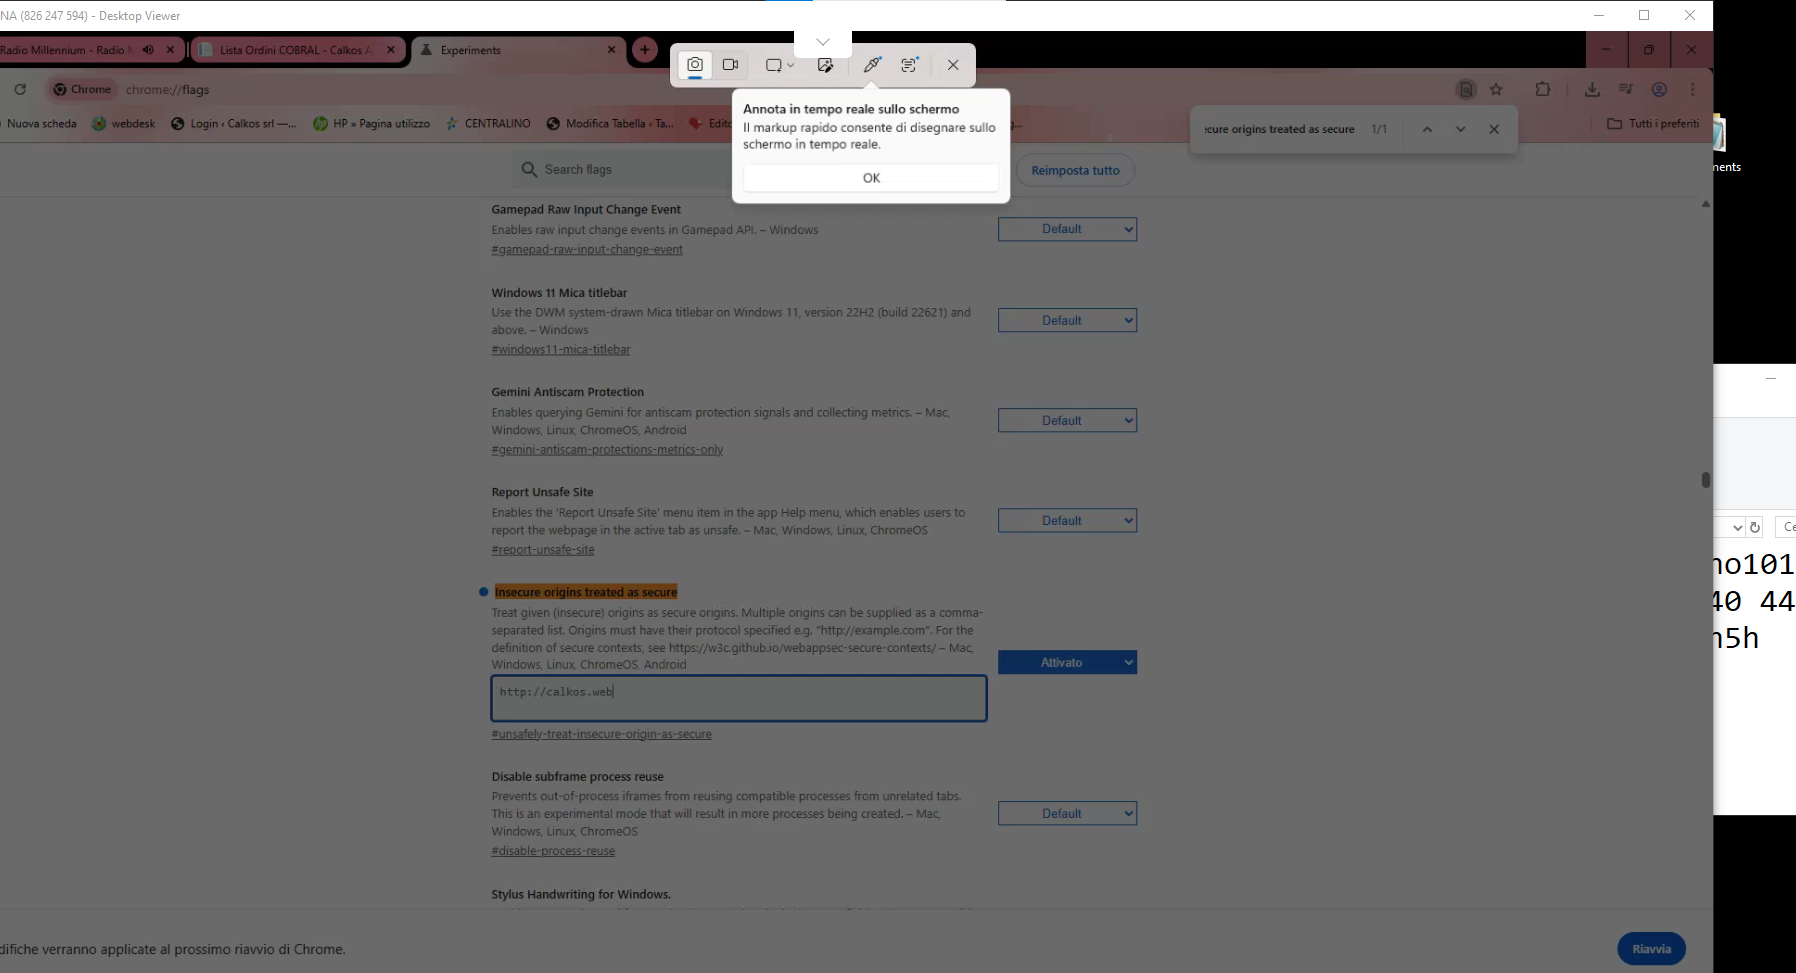 NA (826 247 594) - Desktop Viewer
Radio Millennium - Radio
Lista Ordini COBRAL - Calkos
Experiments
Chrome
chrome://flags
Nuova scheda
webdesk
Login ‹ Calkos srl —...
HP » Pagina utilizzo
CENTRALINO
Modifica Tabella ‹ Ta...
Tutti i preferiti
cure origins treated as secure
1/1
Annota in tempo reale sullo schermo
Il markup rapido consente di disegnare sullo
schermo in tempo reale.
OK
Search flags
Reimposta tutto
Gamepad Raw Input Change Event
Enables raw input change events in Gamepad API. – Windows
#gamepad-raw-input-change-event
Default
Windows 11 Mica titlebar
Use the DWM system-drawn Mica titlebar on Windows 11, version 22H2 (build 22621) and
above. – Windows
#windows11-mica-titlebar
Default
Gemini Antiscam Protection
Enables querying Gemini for antiscam protection signals and collecting metrics. – Mac,
Windows, Linux, ChromeOS, Android
#gemini-antiscam-protections-metrics-only
Default
Report Unsafe Site
Enables the 'Report Unsafe Site' menu item in the app Help menu, which enables users to
report the webpage in the active tab as unsafe. – Mac, Windows, Linux, ChromeOS
#report-unsafe-site
Default
Insecure origins treated as secure
Treat given (insecure) origins as secure origins. Multiple origins can be supplied as a comma-
separated list. Origins must have their protocol specified e.g. "http://example.com". For the
definition of secure contexts, see https://w3c.github.io/webappsec-secure-contexts/ – Mac,
Windows, Linux, ChromeOS, Android
http://calkos.web
#unsafely-treat-insecure-origin-as-secure
Attivato
Disable subframe process reuse
Prevents out-of-process iframes from reusing compatible processes from unrelated tabs.
This is an experimental mode that will result in more processes being created. – Mac,
Windows, Linux, ChromeOS
#disable-process-reuse
Default
Stylus Handwriting for Windows.
difiche verranno applicate al prossimo riavvio di Chrome.
Riavvia
ments
Ce
no101
40 44
n5h